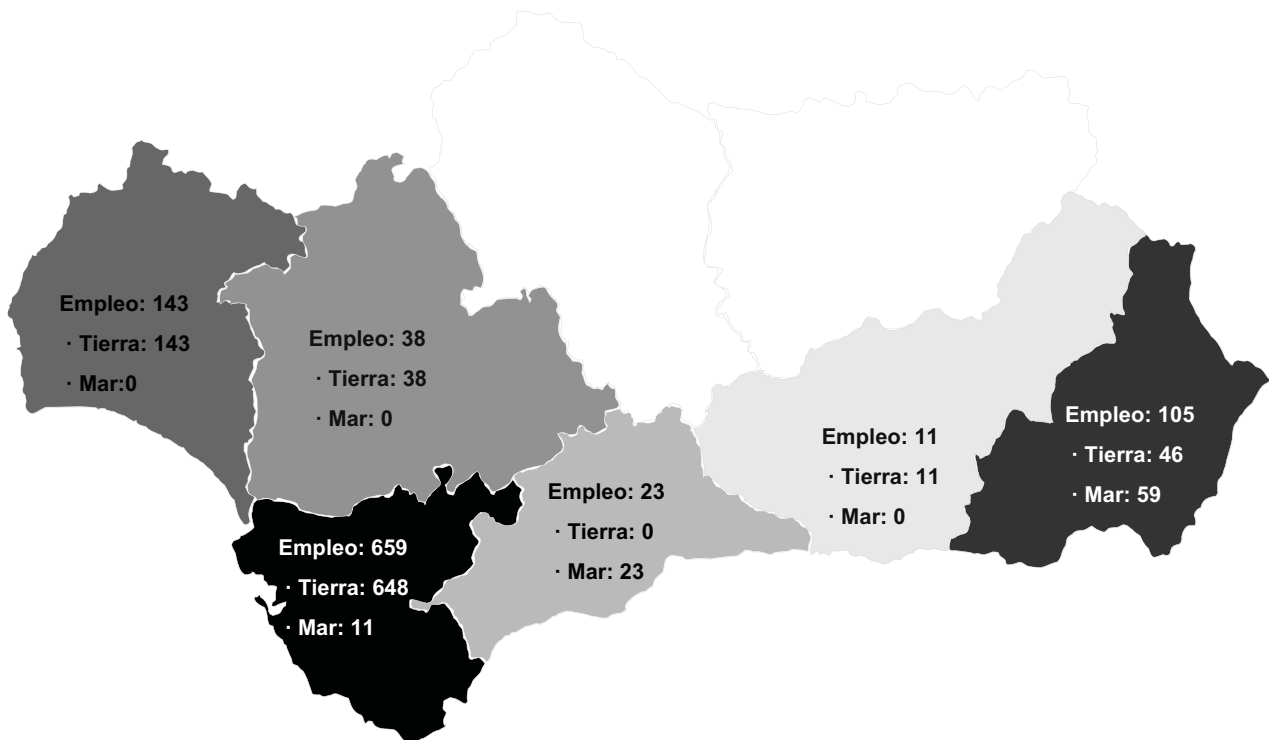 Empleo: 143
· Tierra: 143
· Mar:0
Empleo: 38
· Tierra: 38
· Mar: 0
Empleo: 659
· Tierra: 648
· Mar: 11
Empleo: 23
· Tierra: 0
· Mar: 23
Empleo: 11
· Tierra: 11
· Mar: 0
Empleo: 105
· Tierra: 46
· Mar: 59